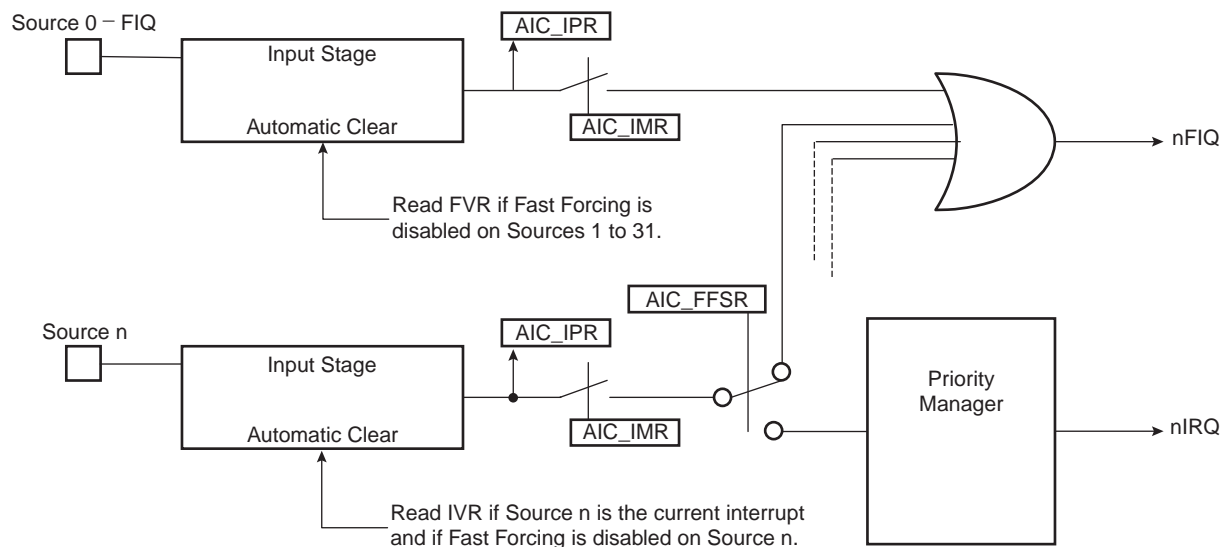 Source 0 – FIQ
AIC_IPR
Input Stage
Automatic Clear
AIC_IMR
nFIQ
Read FVR if Fast Forcing is
disabled on Sources 1 to 31.
AIC_FFSR
Source n
AIC_IPR
Input Stage
Priority
Manager
Automatic Clear
AIC_IMR
nIRQ
Read IVR if Source n is the current interrupt
and if Fast Forcing is disabled on Source n.